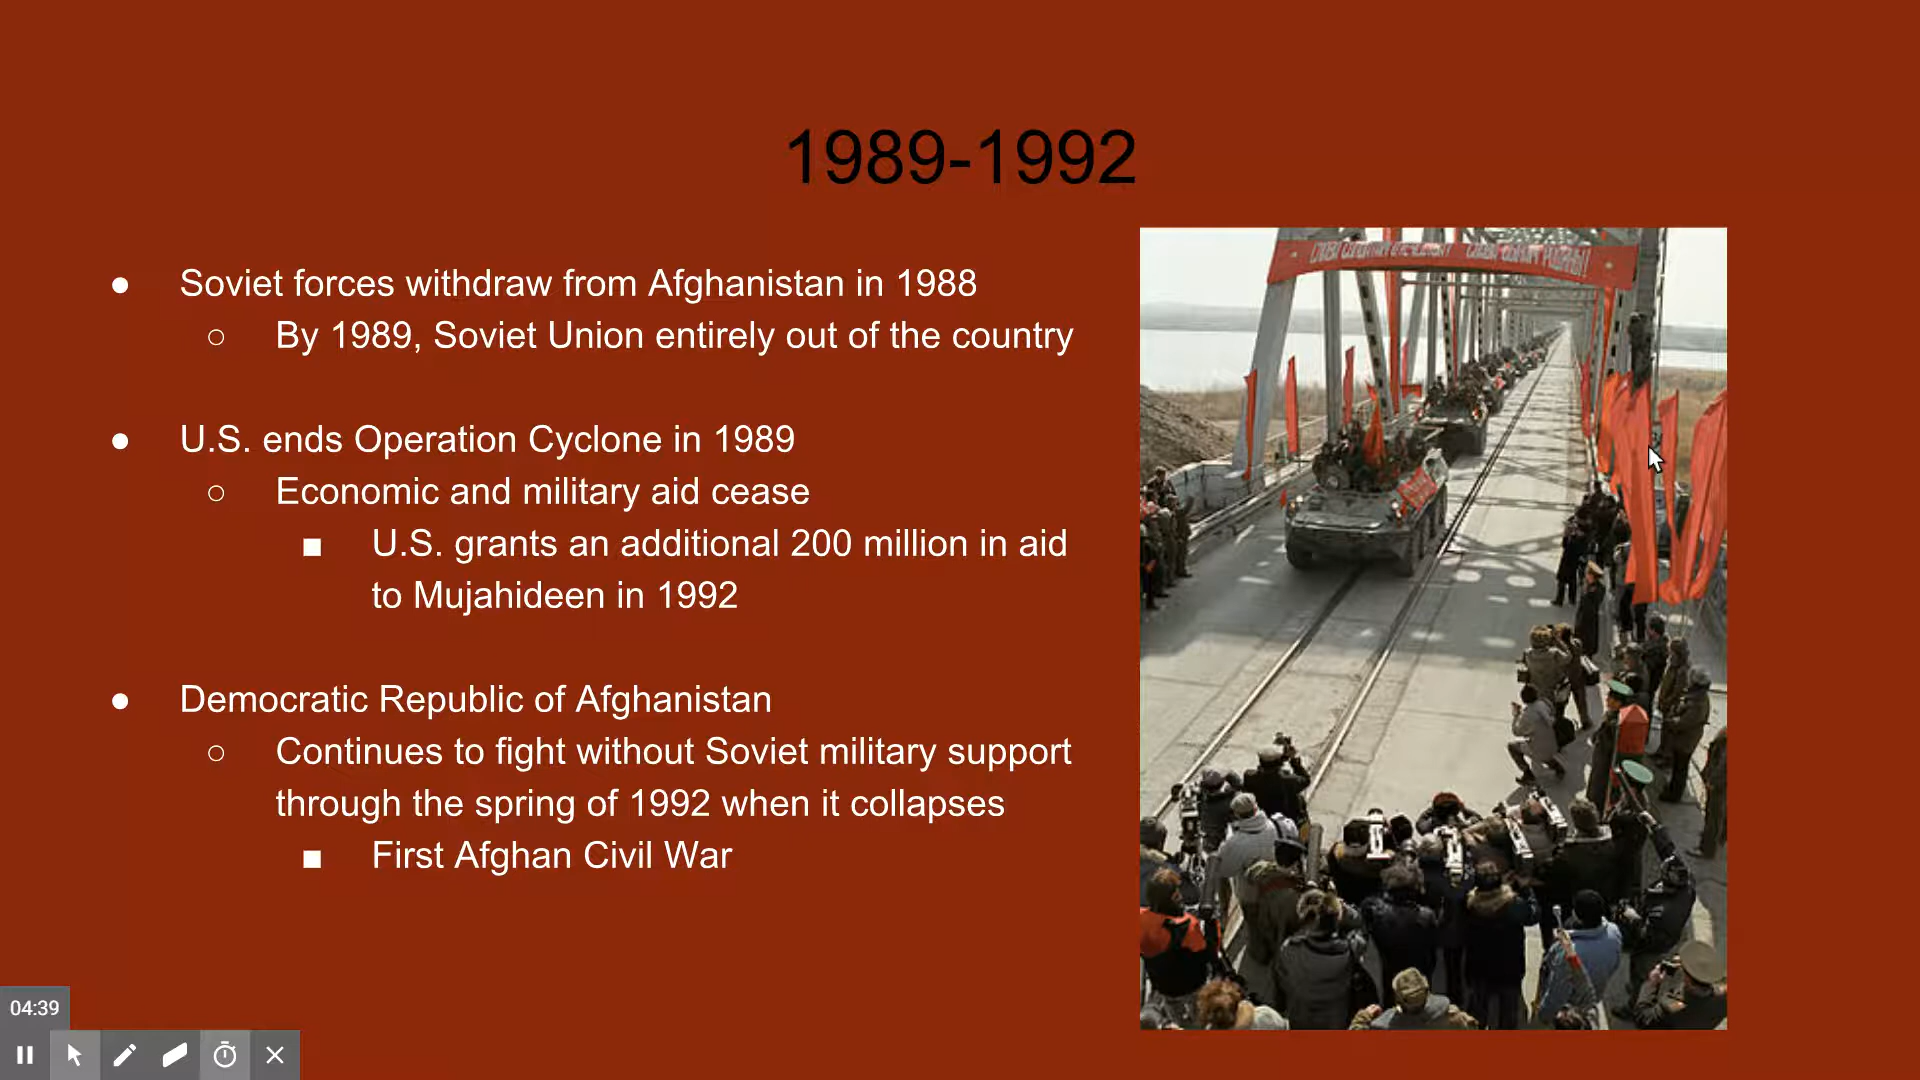 1989-1992
● Soviet forces withdraw from Afghanistan in 1988
○ By 1989, Soviet Union entirely out of the country
● U.S. ends Operation Cyclone in 1989
○ Economic and military aid cease
■ U.S. grants an additional 200 million in aid
to Mujahideen in 1992
● Democratic Republic of Afghanistan
○ Continues to fight without Soviet military support
through the spring of 1992 when it collapses
■ First Afghan Civil War
04:39